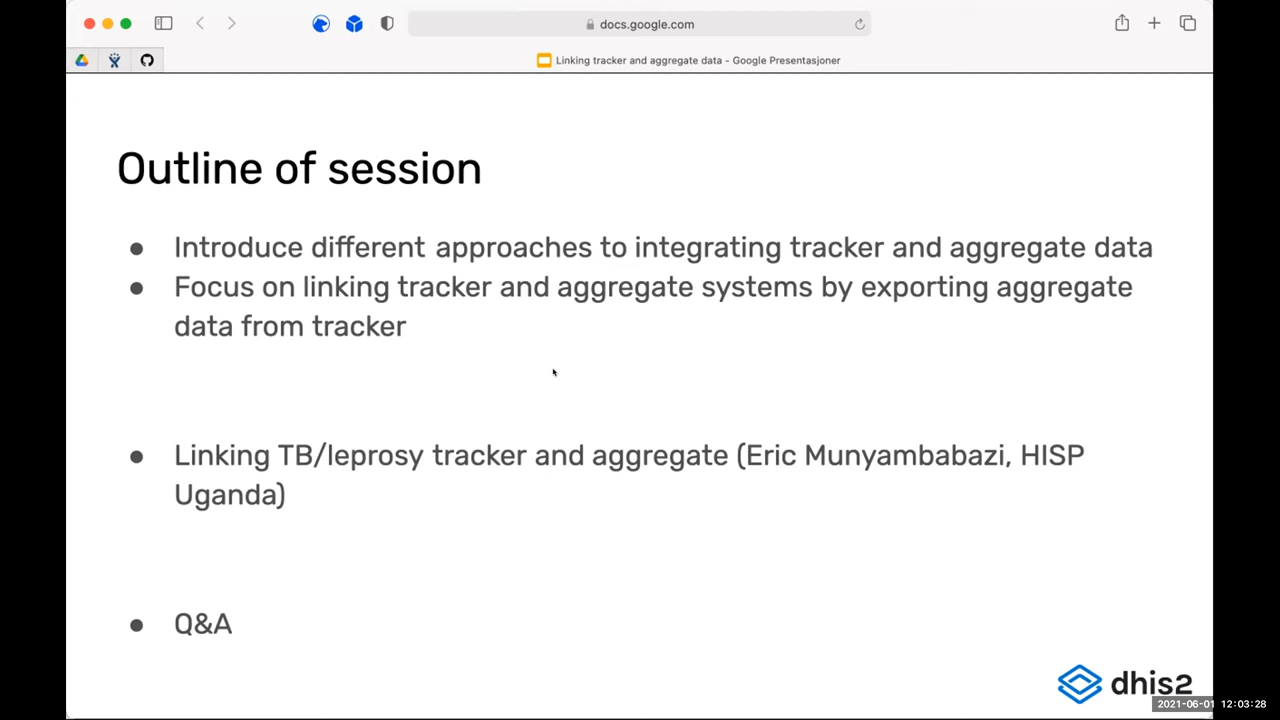 docs.google.com
Linking tracker and aggregate data - Google Presentasjoner
Outline of session
● Introduce different approaches to integrating tracker and aggregate data
● Focus on linking tracker and aggregate systems by exporting aggregate
data from tracker
● Linking TB/leprosy tracker and aggregate (Eric Munyambabazi, HISP
Uganda)
● Q&A
dhis2
2021-06-01 12:03:28